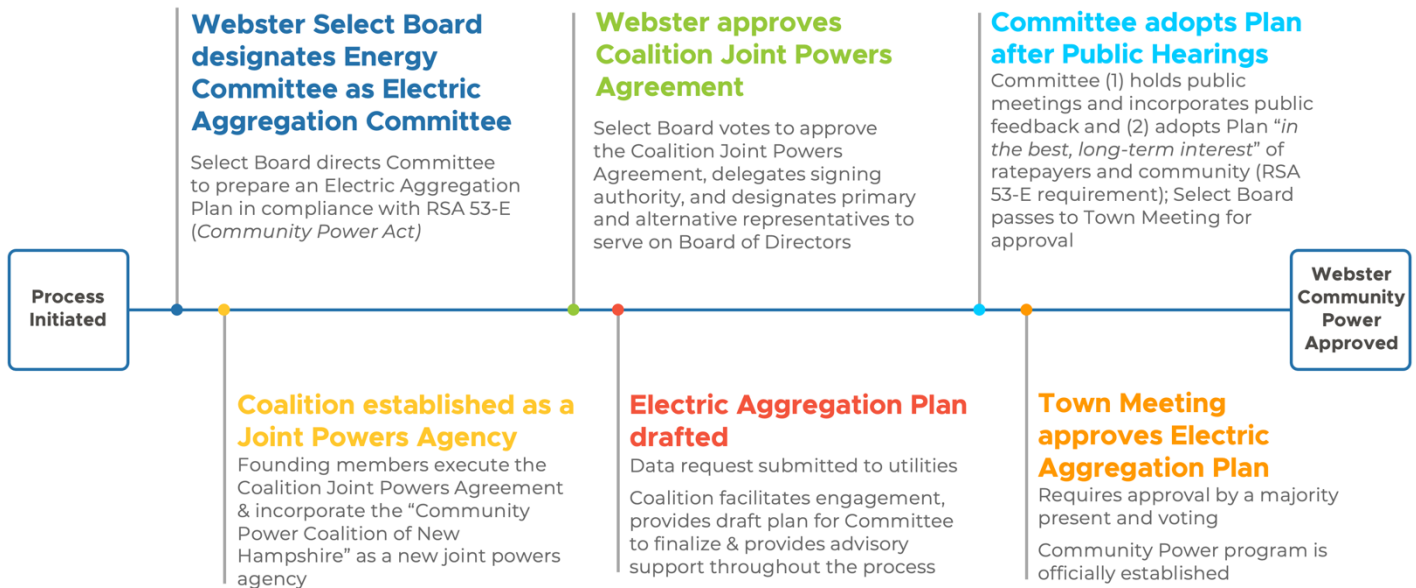 Webster Select Board
designates Energy
Committee as Electric
Aggregation Committee
Select Board directs Committee
to prepare an Electric Aggregation
Plan in compliance with RSA 53-E
(Community Power Act)
Webster approves
Coalition Joint Powers
Agreement
Select Board votes to approve
the Coalition Joint Powers
Agreement, delegates signing
authority, and designates primary
and alternative representatives to
serve on Board of Directors
Committee adopts Plan
after Public Hearings
Committee (1) holds public
meetings and incorporates public
feedback and (2) adopts Plan “in
the best, long-term interest” of
ratepayers and community (RSA
53-E requirement); Select Board
passes to Town Meeting for
approval
Process
Initiated
Webster
Community
Power
Approved
Coalition established as a
Joint Powers Agency
Founding members execute the
Coalition Joint Powers Agreement
& incorporate the “Community
Power Coalition of New
Hampshire” as a new joint powers
agency
Electric Aggregation Plan
drafted
Data request submitted to utilities
Coalition facilitates engagement,
provides draft plan for Committee
to finalize & provides advisory
support throughout the process
Town Meeting
approves Electric
Aggregation Plan
Requires approval by a majority
present and voting
Community Power program is
officially established